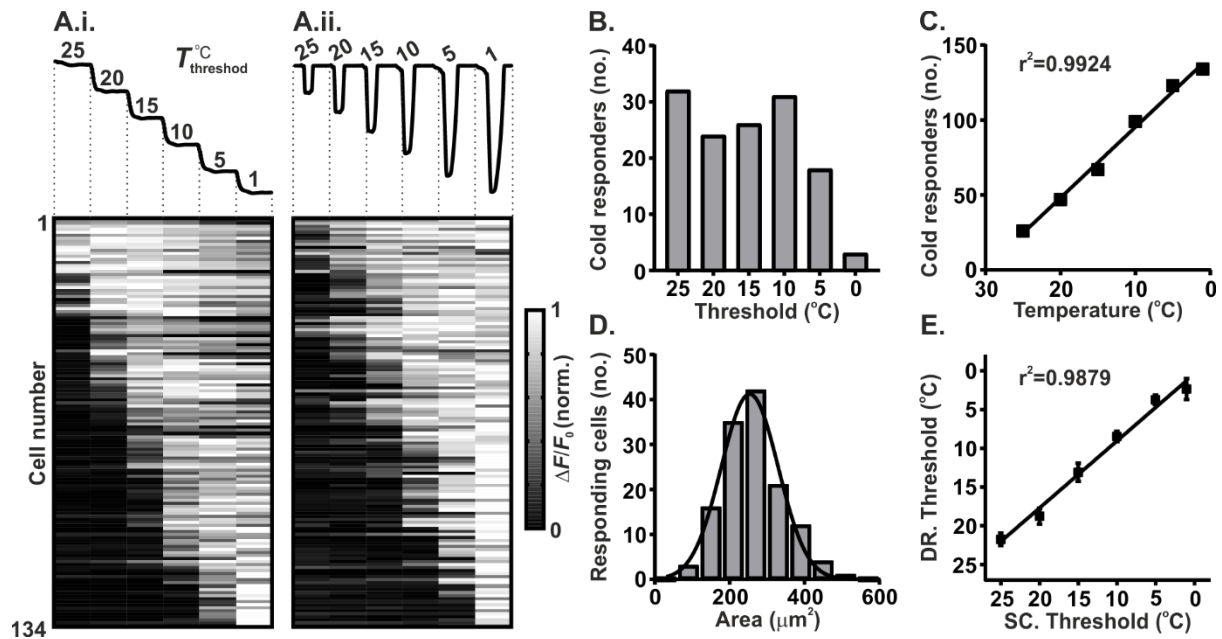 A.i.
25
20
15
10
5
1
T°C threshod
A.ii.
25 20 15 10 5 1
1
Cell number
134
1
ΔF/F0 (norm.)
0
B.
Cold responders (no.)
40
30
20
10
0
25 20 15 10 5 0
Threshold (°C)
C.
r²=0.9924
Cold responders (no.)
150
100
50
0
30 20 10 0
Temperature (°C)
D.
Responding cells (no.)
50
40
30
20
10
0
0 200 400 600
Area (μm²)
E.
r²=0.9879
DR. Threshold (°C)
0
5
10
15
20
25
25 20 15 10 5 0
SC. Threshold (°C)